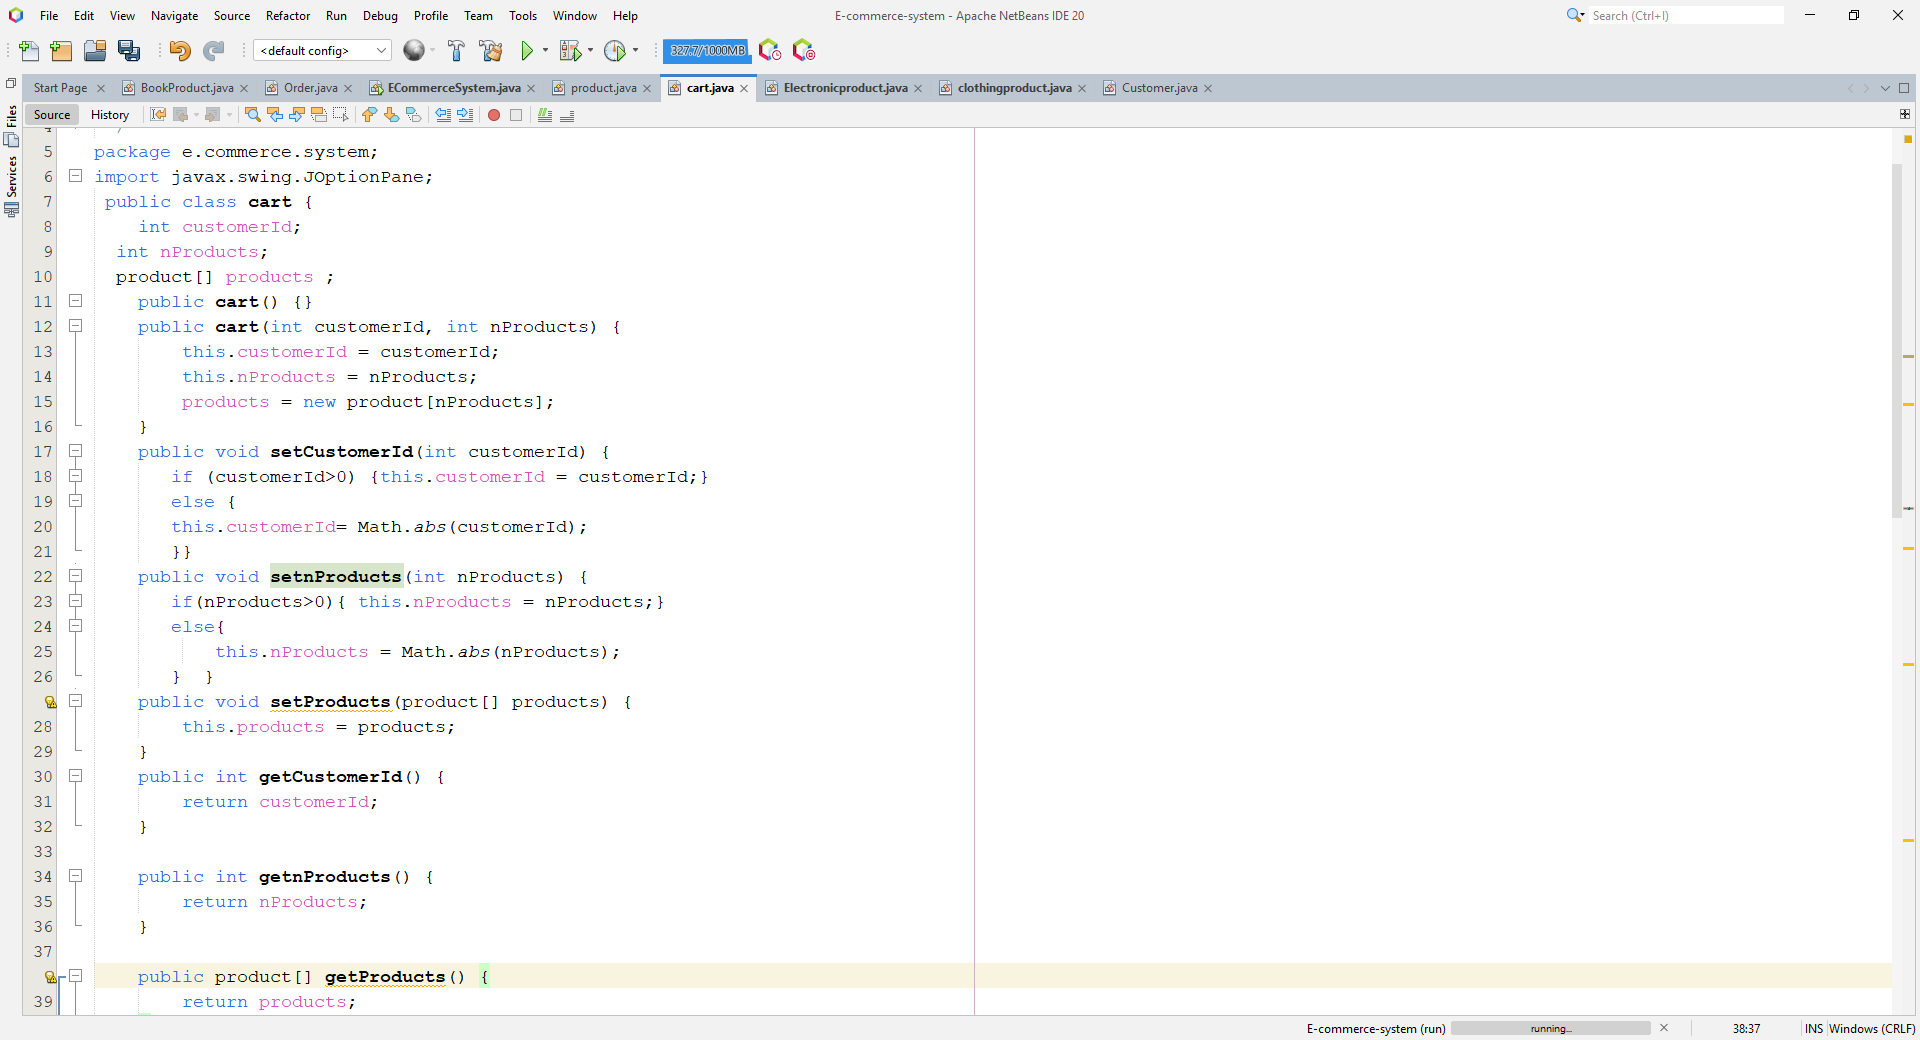 File Edit View Navigate Source Refactor Run Debug Profile Team Tools Window Help
E-commerce-system - Apache NetBeans IDE 20
Search (Ctrl+I)
<default config>
327.7/1000MB
Start Page
BookProduct.java
Order.java
ECommerceSystem.java
product.java
cart.java
Electronicproduct.java
clothingproduct.java
Customer.java
Source History
Files
Services
4 /
5 package e.commerce.system;
6 import javax.swing.JOptionPane;
7 public class cart {
8 int customerId;
9 int nProducts;
10 product[] products ;
11 public cart() {}
12 public cart(int customerId, int nProducts) {
13 this.customerId = customerId;
14 this.nProducts = nProducts;
15 products = new product[nProducts];
16 }
17 public void setCustomerId(int customerId) {
18 if (customerId>0) {this.customerId = customerId;}
19 else {
20 this.customerId= Math.abs(customerId);
21 }}
22 public void setnProducts(int nProducts) {
23 if(nProducts>0){ this.nProducts = nProducts;}
24 else{
25 this.nProducts = Math.abs(nProducts);
26 } }
public void setProducts(product[] products) {
28 this.products = products;
29 }
30 public int getCustomerId() {
31 return customerId;
32 }
33
34 public int getnProducts() {
35 return nProducts;
36 }
37
public product[] getProducts() {
39 return products;
E-commerce-system (run) running... 38:37 INS Windows (CRLF)